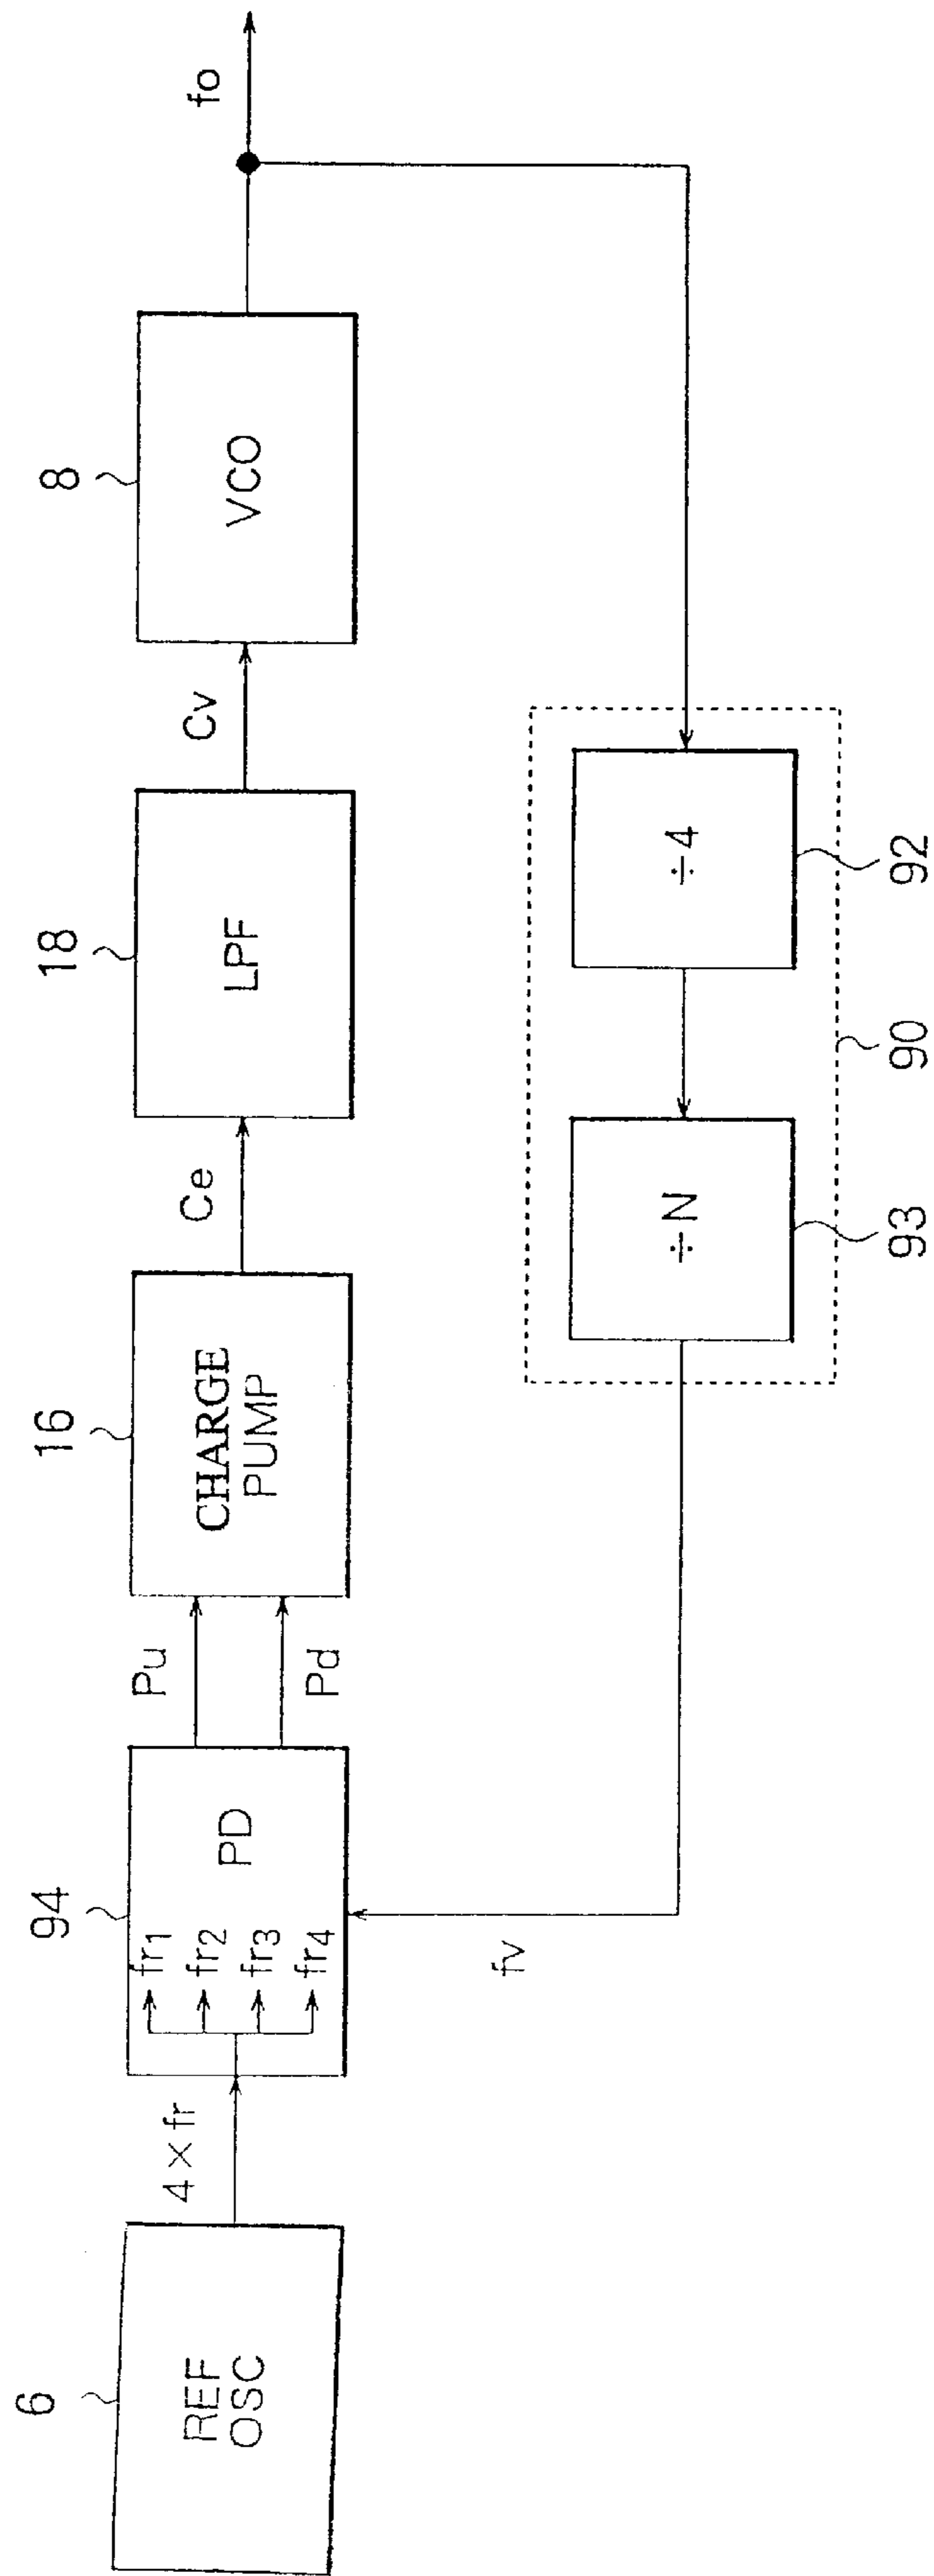 6
REF
OSC
4×fr
94
fr1
fr2
fr3
fr4
PD
Pu
Pd
16
CHARGE
PUMP
Ce
18
LPF
Cv
8
VCO
fo
fv
÷N
93
90
÷4
92